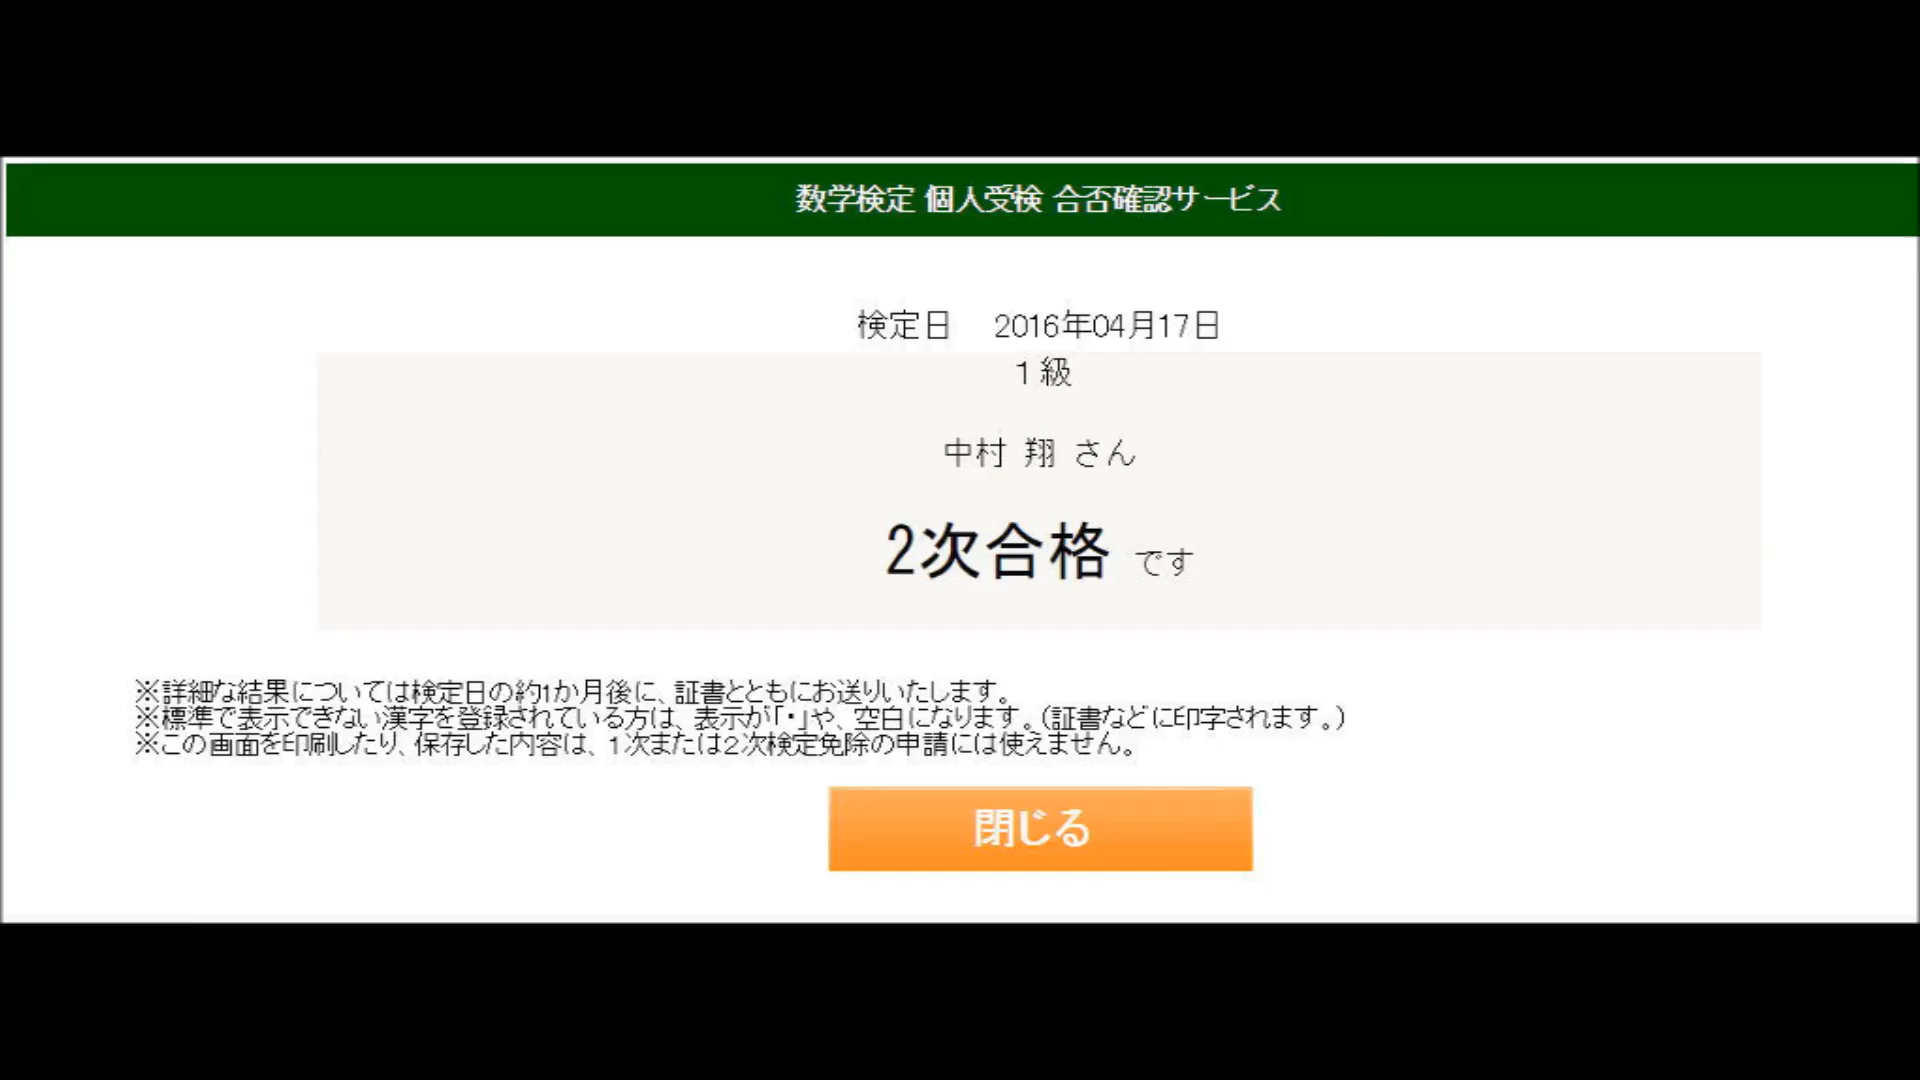 数学検定 個人受検 合否確認サービス
検定日 2016年04月17日
1級
中村 翔 さん
2次合格 です
※詳細な結果については検定日の約1か月後に、証書とともにお送りいたします。
※標準で表示できない漢字を登録されている方は、表示が「・」や、空白になります。（証書などに印字されます。）
※この画面を印刷したり、保存した内容は、1次または2次検定免除の申請には使えません。
閉じる